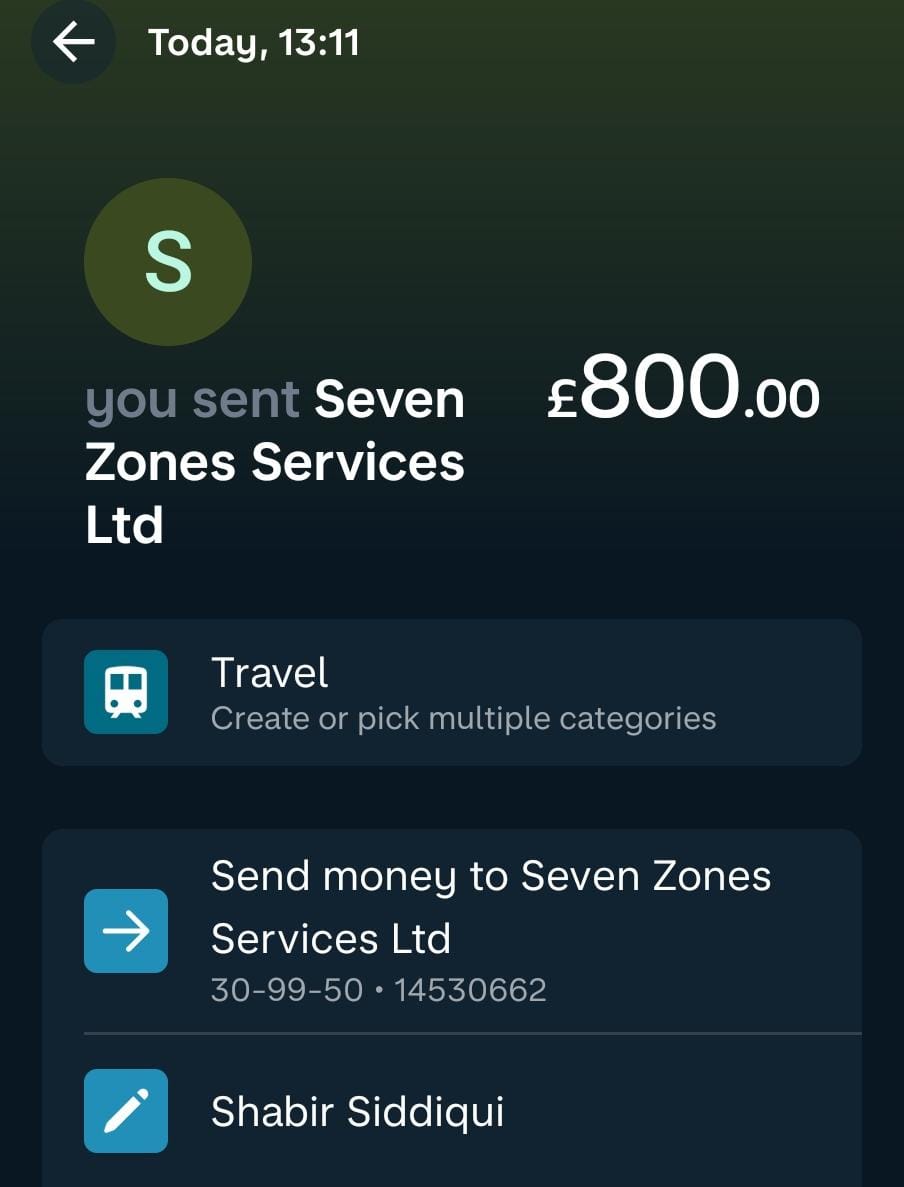 Today, 13:11
S
you sent Seven
Zones Services
Ltd
£800.00
Travel
Create or pick multiple categories
Send money to Seven Zones
Services Ltd
30-99-50 • 14530662
Shabir Siddiqui